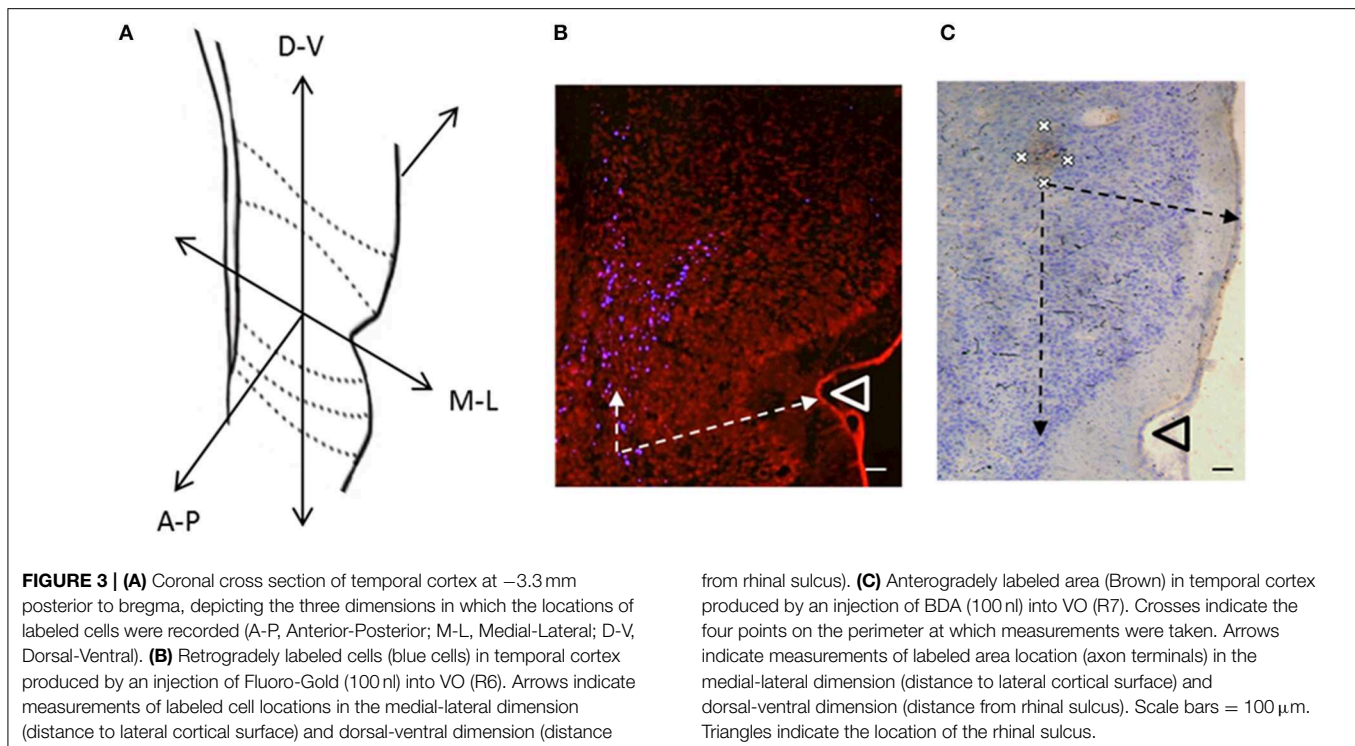 A
B
C
D-V
M-L
A-P
FIGURE 3 | (A) Coronal cross section of temporal cortex at −3.3 mm
posterior to bregma, depicting the three dimensions in which the locations of
labeled cells were recorded (A-P, Anterior-Posterior; M-L, Medial-Lateral; D-V,
Dorsal-Ventral). (B) Retrogradely labeled cells (blue cells) in temporal cortex
produced by an injection of Fluoro-Gold (100 nl) into VO (R6). Arrows indicate
measurements of labeled cell locations in the medial-lateral dimension
(distance to lateral cortical surface) and dorsal-ventral dimension (distance
from rhinal sulcus). (C) Anterogradely labeled area (Brown) in temporal cortex
produced by an injection of BDA (100 nl) into VO (R7). Crosses indicate the
four points on the perimeter at which measurements were taken. Arrows
indicate measurements of labeled area location (axon terminals) in the
medial-lateral dimension (distance to lateral cortical surface) and
dorsal-ventral dimension (distance from rhinal sulcus). Scale bars = 100 μm.
Triangles indicate the location of the rhinal sulcus.